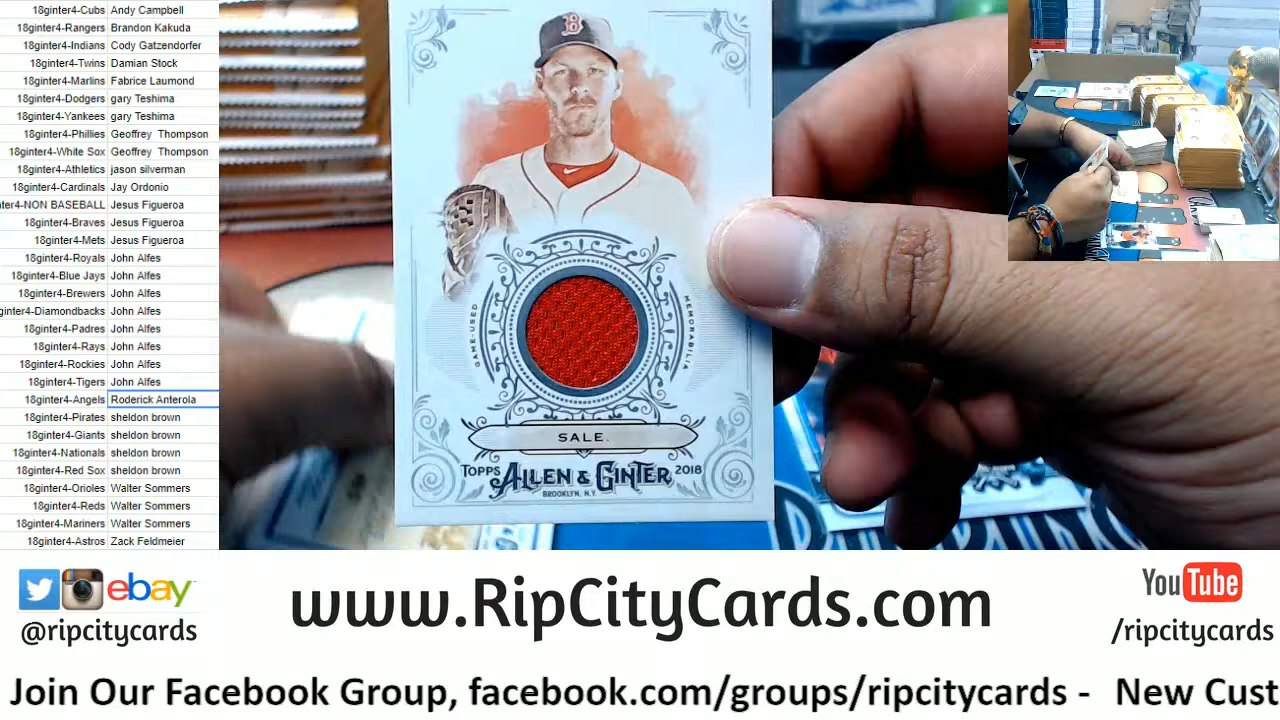 18ginter4-Cubs Andy Campbell
18ginter4-Rangers Brandon Kakuda
18ginter4-Indians Cody Gatzendorfer
18ginter4-Twins Damian Stock
18ginter4-Marlins Fabrice Laumond
18ginter4-Dodgers gary Teshima
18ginter4-Yankees gary Teshima
18ginter4-Phillies Geoffrey Thompson
18ginter4-White Sox Geoffrey Thompson
18ginter4-Athletics jason silverman
18ginter4-Cardinals Jay Ordonio
nter4-NON BASEBALL Jesus Figueroa
18ginter4-Braves Jesus Figueroa
18ginter4-Mets Jesus Figueroa
18ginter4-Royals John Alfes
18ginter4-Blue Jays John Alfes
18ginter4-Brewers John Alfes
ginter4-Diamondbacks John Alfes
18ginter4-Padres John Alfes
18ginter4-Rays John Alfes
18ginter4-Rockies John Alfes
18ginter4-Tigers John Alfes
18ginter4-Angels Roderick Anterola
18ginter4-Pirates sheldon brown
18ginter4-Giants sheldon brown
18ginter4-Nationals sheldon brown
18ginter4-Red Sox sheldon brown
18ginter4-Orioles Walter Sommers
18ginter4-Reds Walter Sommers
18ginter4-Mariners Walter Sommers
18ginter4-Astros Zack Feldmeier
B
GAME-USED
MEMORABILIA
SALE.
TOPPS ALLEN & GINTER 2018
BROOKLYN, N.Y.
ebay
@ripcitycards
www.RipCityCards.com
YouTube
/ripcitycards
Join Our Facebook Group, facebook.com/groups/ripcitycards - New Cust